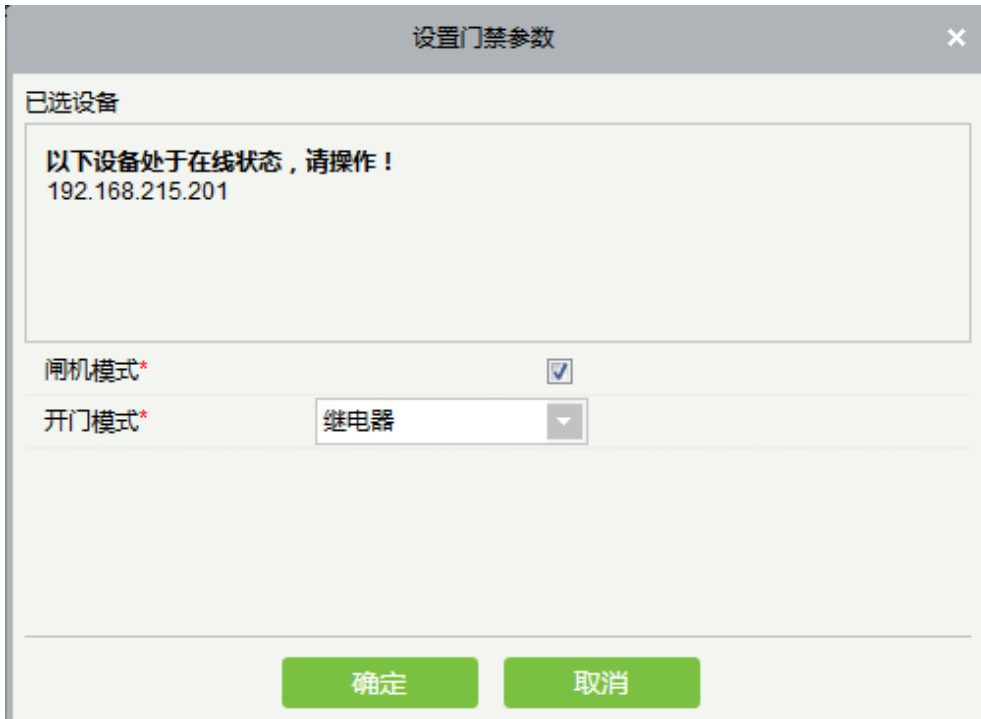 设置门禁参数
已选设备
以下设备处于在线状态，请操作！
192.168.215.201
闸机模式*
开门模式* 继电器
确定 取消